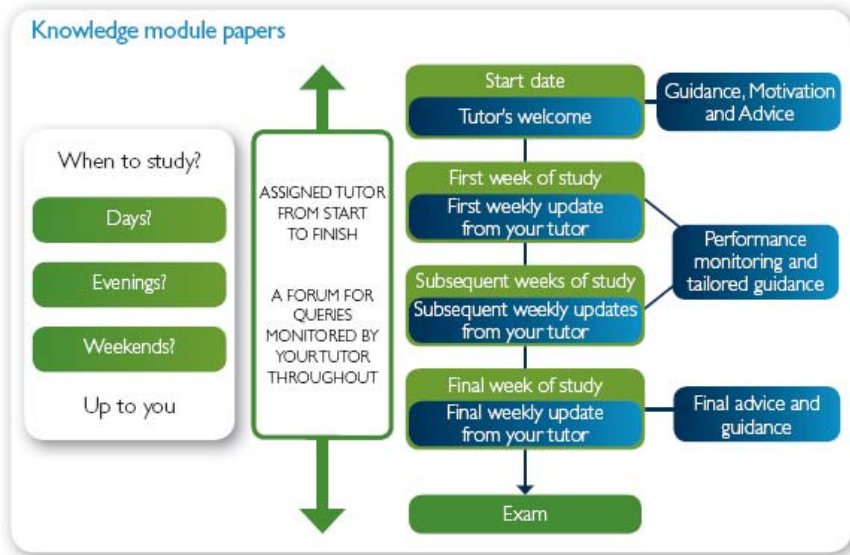 Knowledge module papers
When to study?
Days?
Evenings?
Weekends?
Up to you
ASSIGNED TUTOR
FROM START
TO FINISH
A FORUM FOR
QUERIES
MONITORED BY
YOUR TUTOR
THROUGHOUT
Start date
Tutor's welcome
Guidance, Motivation
and Advice
First week of study
First weekly update
from your tutor
Subsequent weeks of study
Subsequent weekly updates
from your tutor
Performance
monitoring and
tailored guidance
Final week of study
Final weekly update
from your tutor
Final advice and
guidance
Exam